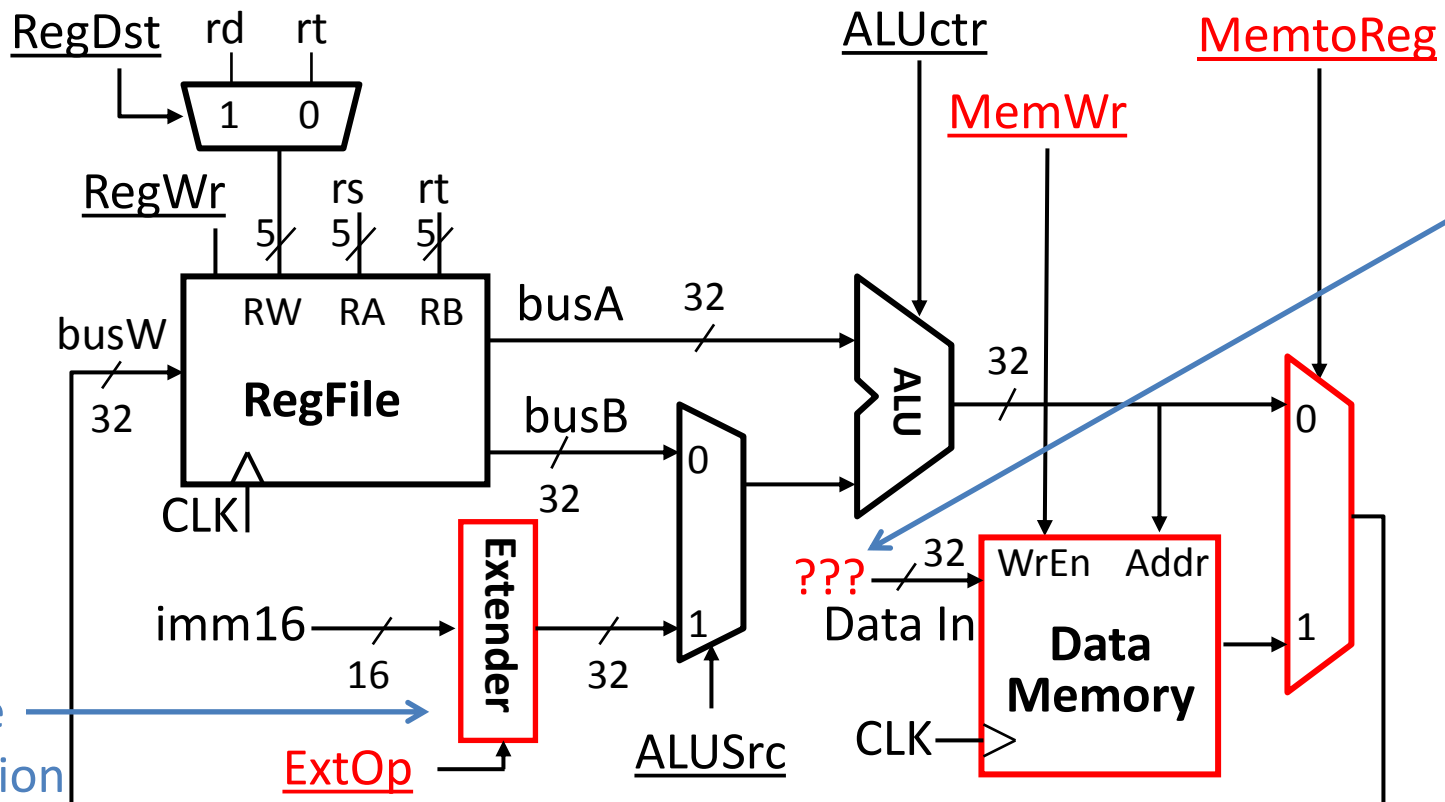 RegDst rd rt
ALUctr
MemtoReg
1 0
MemWr
RegWr
rs rt
5 5 5
RW RA RB
busA 32
busW
32
RegFile
ALU
32
0
busB
0
32
CLK
Extender
??? 32
WrEn Addr
imm16
16
32
1
Data In
1
Data
Memory
CLK
ExtOp
ALUSrc
e
ion